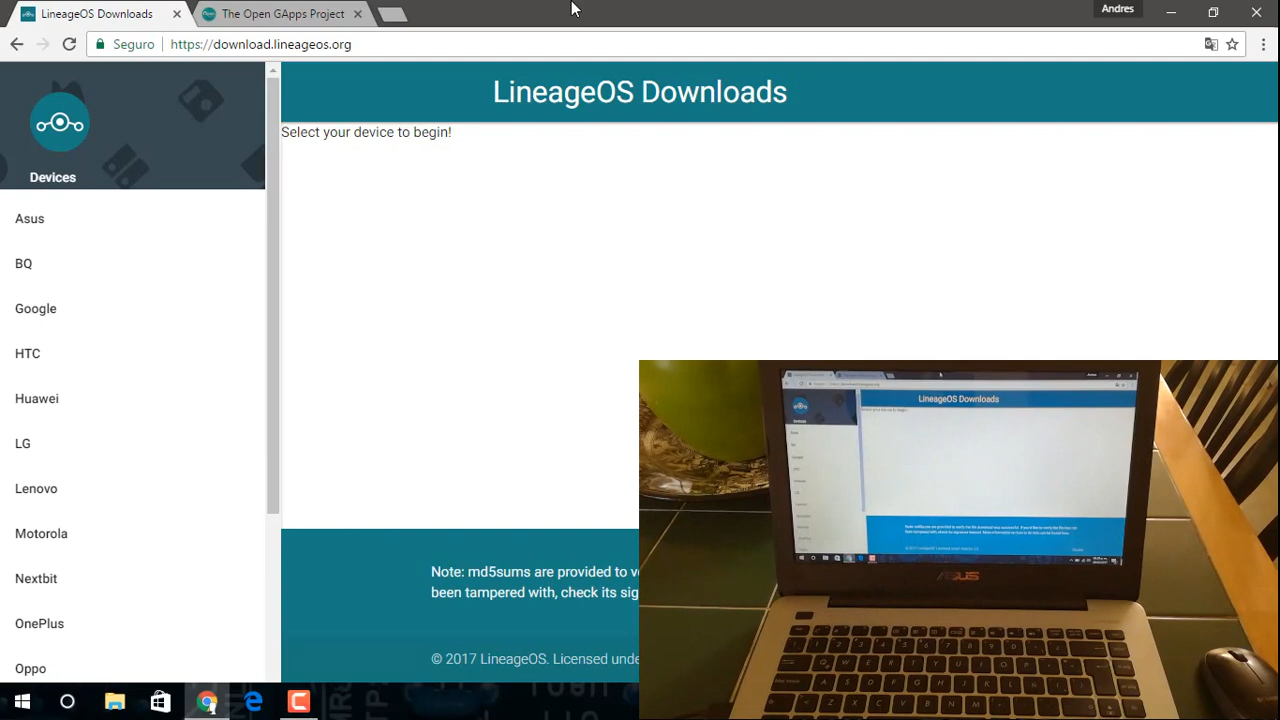 LineageOS Downloads
The Open GApps Project
Andres
Seguro
https://download.lineageos.org
Devices
Asus
BQ
Google
HTC
Huawei
LG
Lenovo
Motorola
Nextbit
OnePlus
Oppo
LineageOS Downloads
Select your device to begin!
Note: md5sums are provided to
been tampered with, check its
© 2017 LineageOS. Licensed
LineageOS Downloads
ASUS